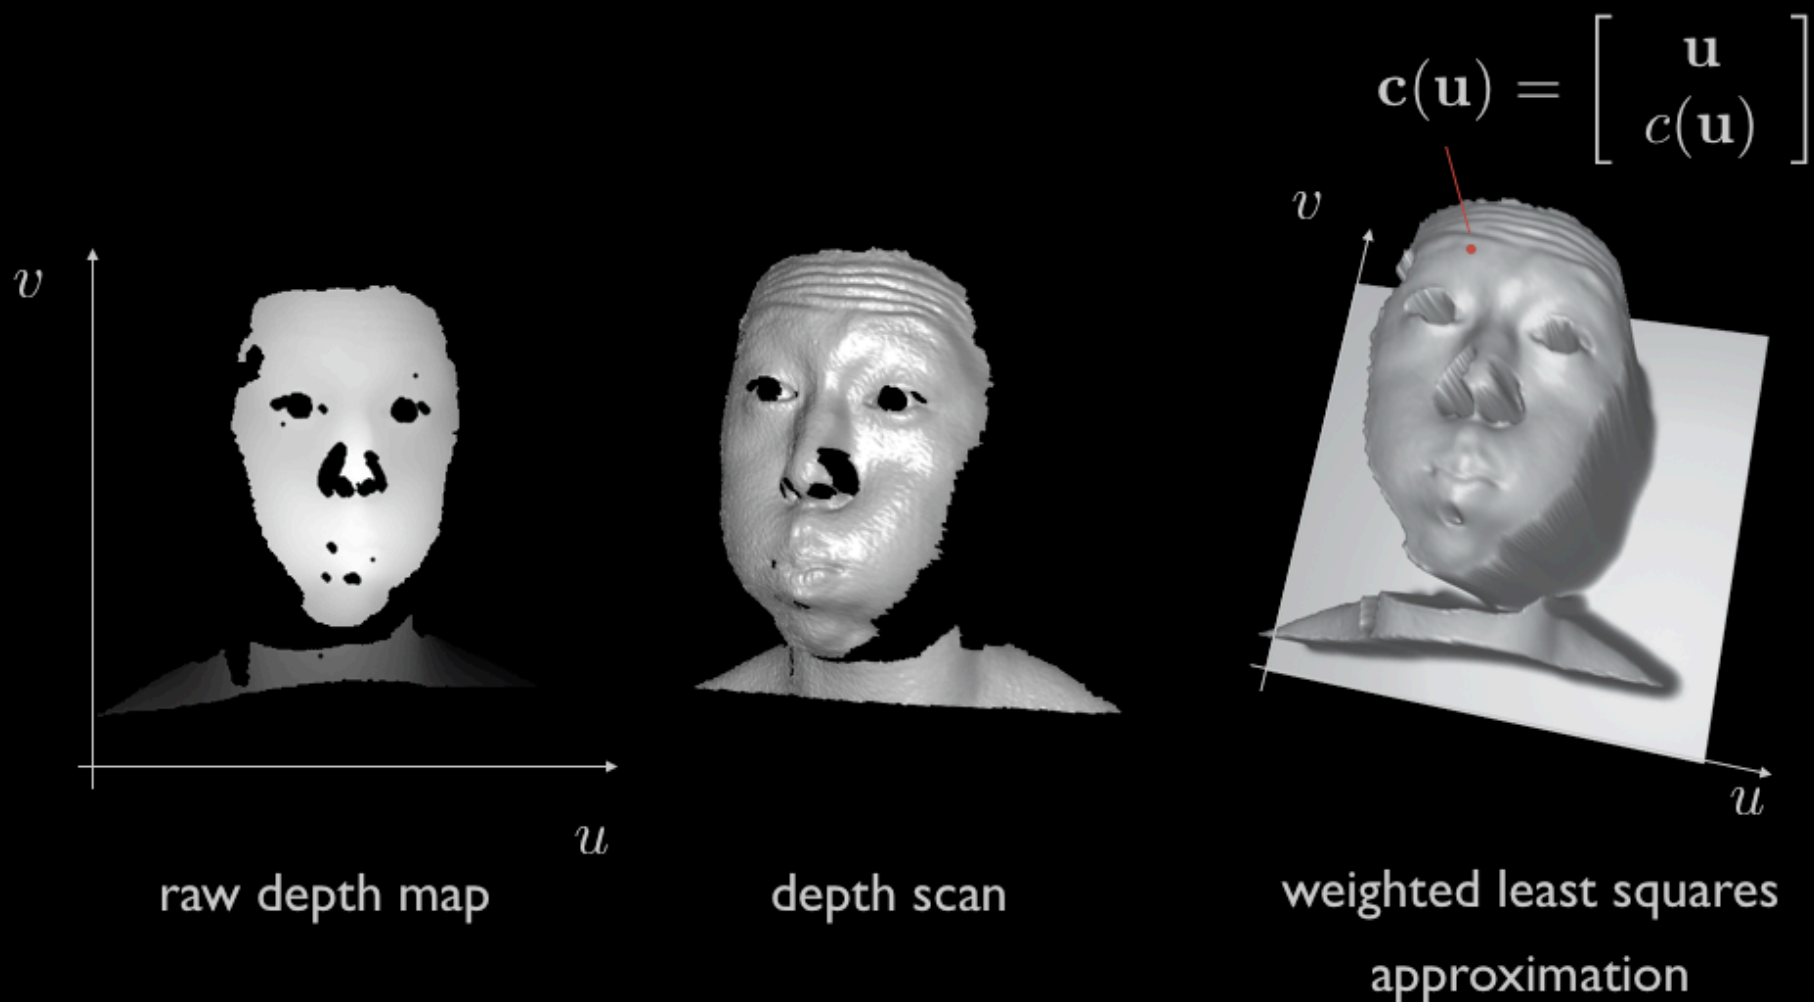 c(u) = [ u
c(u) ]
v
v
u
u
raw depth map
depth scan
weighted least squares
approximation